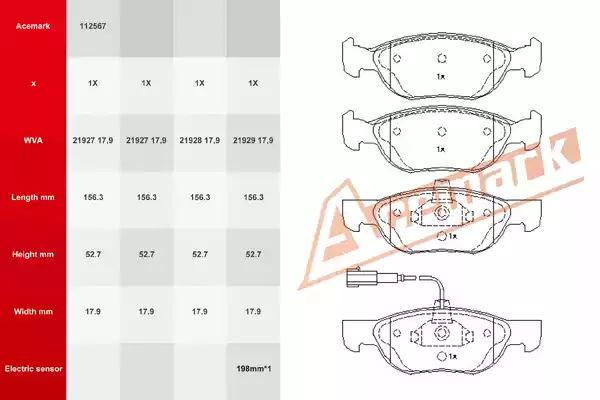 Acemark 112567
x 1X 1X 1X 1X
WVA 21927 17,9 21927 17,9 21928 17,9 21929 17,9
Length mm 156.3 156.3 156.3 156.3
Height mm 52.7 52.7 52.7 52.7
Width mm 17.9 17.9 17.9 17.9
Electric sensor 198mm*1
1x
1x
1x
1x
Acemark